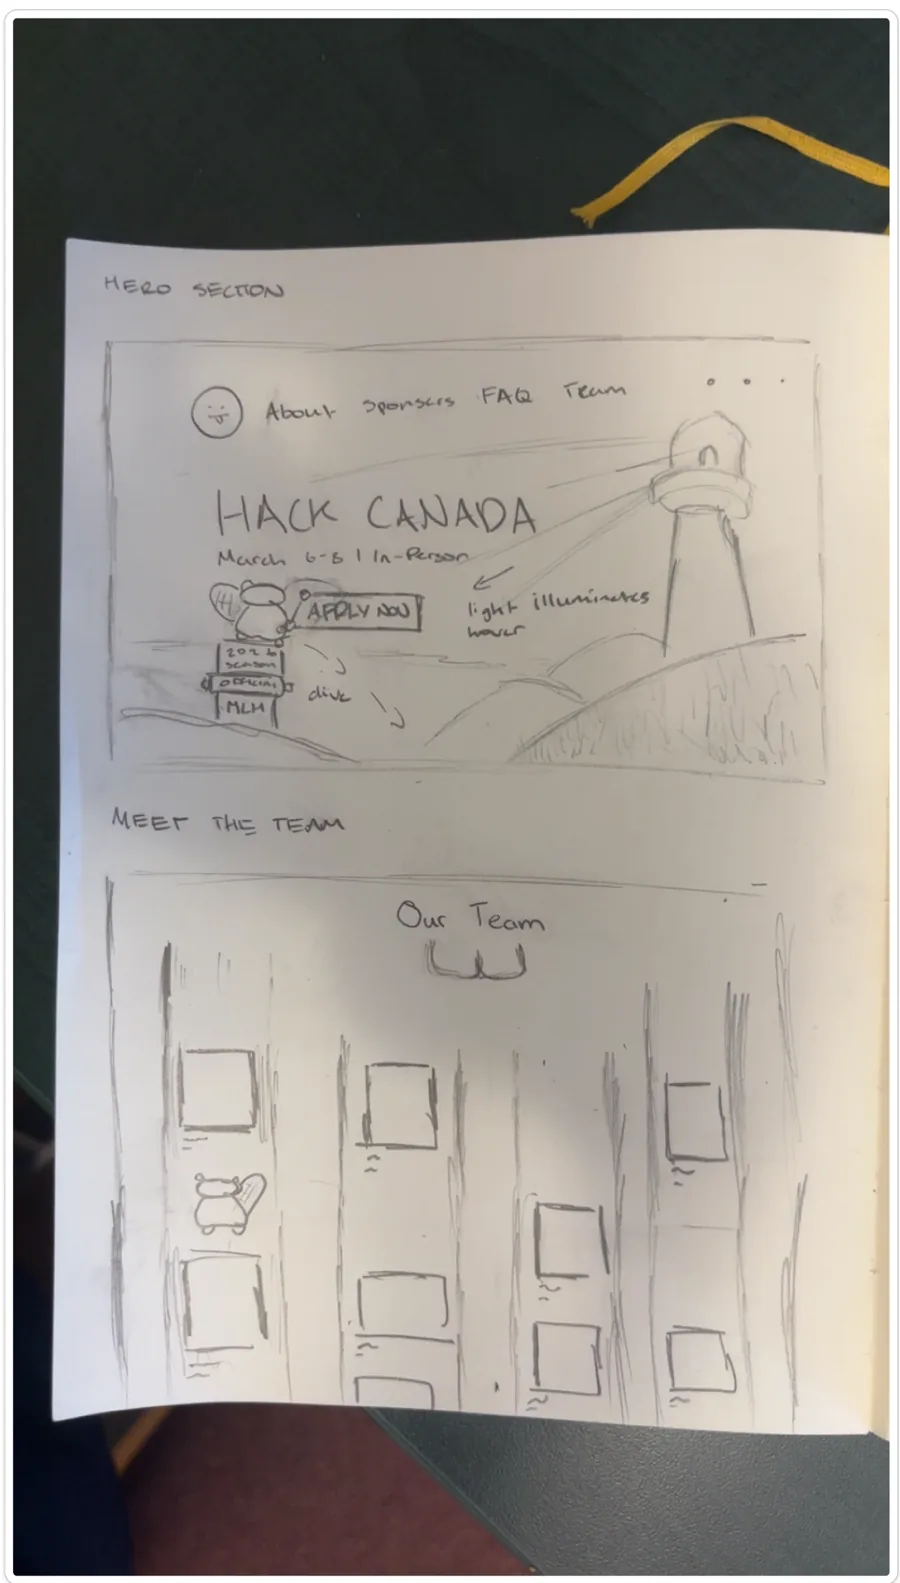 HERO SECTION
About Sponsors FAQ Team
HACK CANADA
March 6-8 | In-Person
APPLY NOW
light illuminates
hover
2026
SEASON
OFFICIAL
MLH
dive
MEET THE TEAM
Our Team